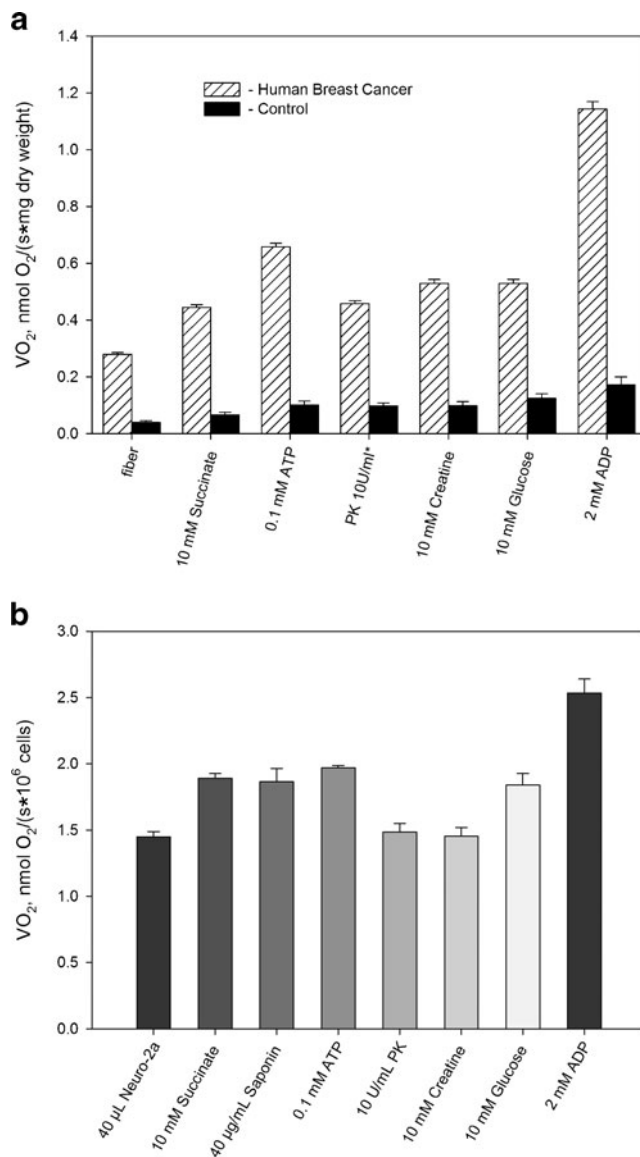 a
1.4
1.2
1.0
0.8
0.6
0.4
0.2
0.0
VO₂, nmol O₂/(s*mg dry weight)
- Human Breast Cancer
- Control
fiber
10 mM Succinate
0.1 mM ATP
PK 10U/ml*
10 mM Creatine
10 mM Glucose
2 mM ADP
b
3.0
2.5
2.0
1.5
1.0
0.5
0.0
VO₂, nmol O₂/(s*10⁶ cells)
40 µL Neuro-2a
10 mM Succinate
40 µg/mL Saponin
0.1 mM ATP
10 U/mL PK
10 mM Creatine
10 mM Glucose
2 mM ADP